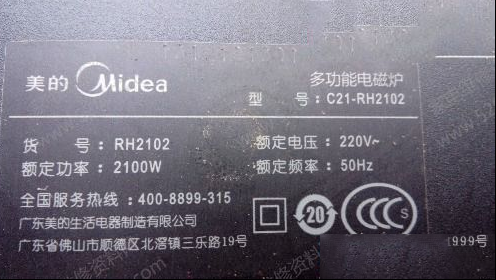 美的 Midea
多功能电磁炉
型 号：C21-RH2102
货 号：RH2102
额定电压：220V~
额定功率：2100W
额定频率：50Hz
全国服务热线：400-8899-315
广东美的生活电器制造有限公司
广东省佛山市顺德区北滘镇三乐路19号
20
CCC S
1999号